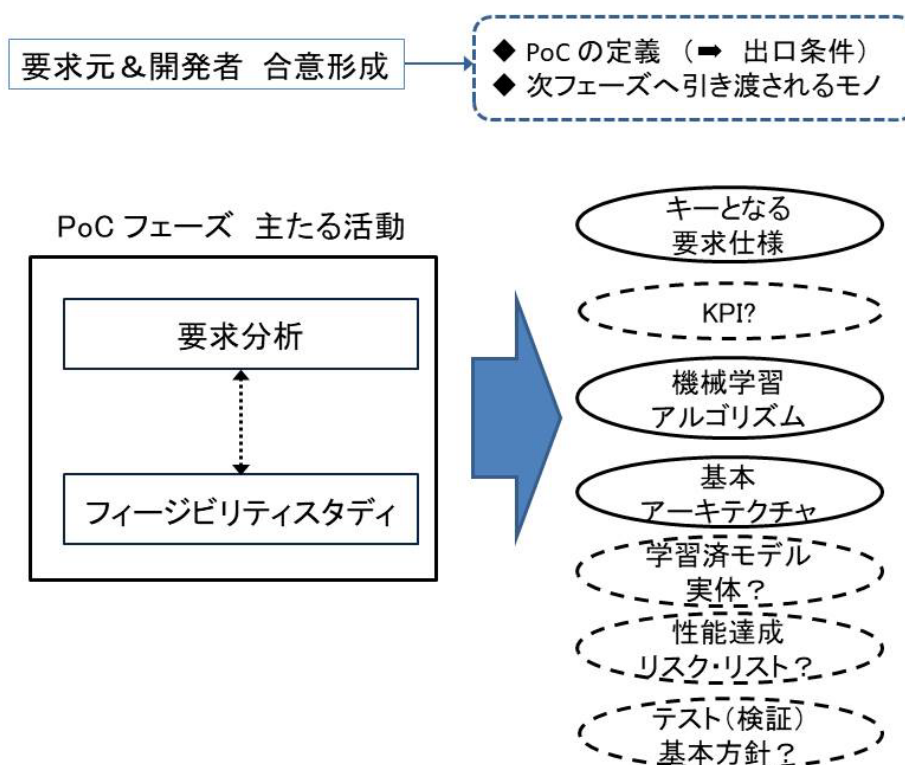 要求元＆開発者 合意形成
◆ PoC の定義 （➡ 出口条件）
◆ 次フェーズへ引き渡されるモノ
PoC フェーズ 主たる活動
要求分析
フィージビリティスタディ
キーとなる
要求仕様
KPI?
機械学習
アルゴリズム
基本
アーキテクチャ
学習済モデル
実体？
性能達成
リスク・リスト？
テスト（検証）
基本方針？